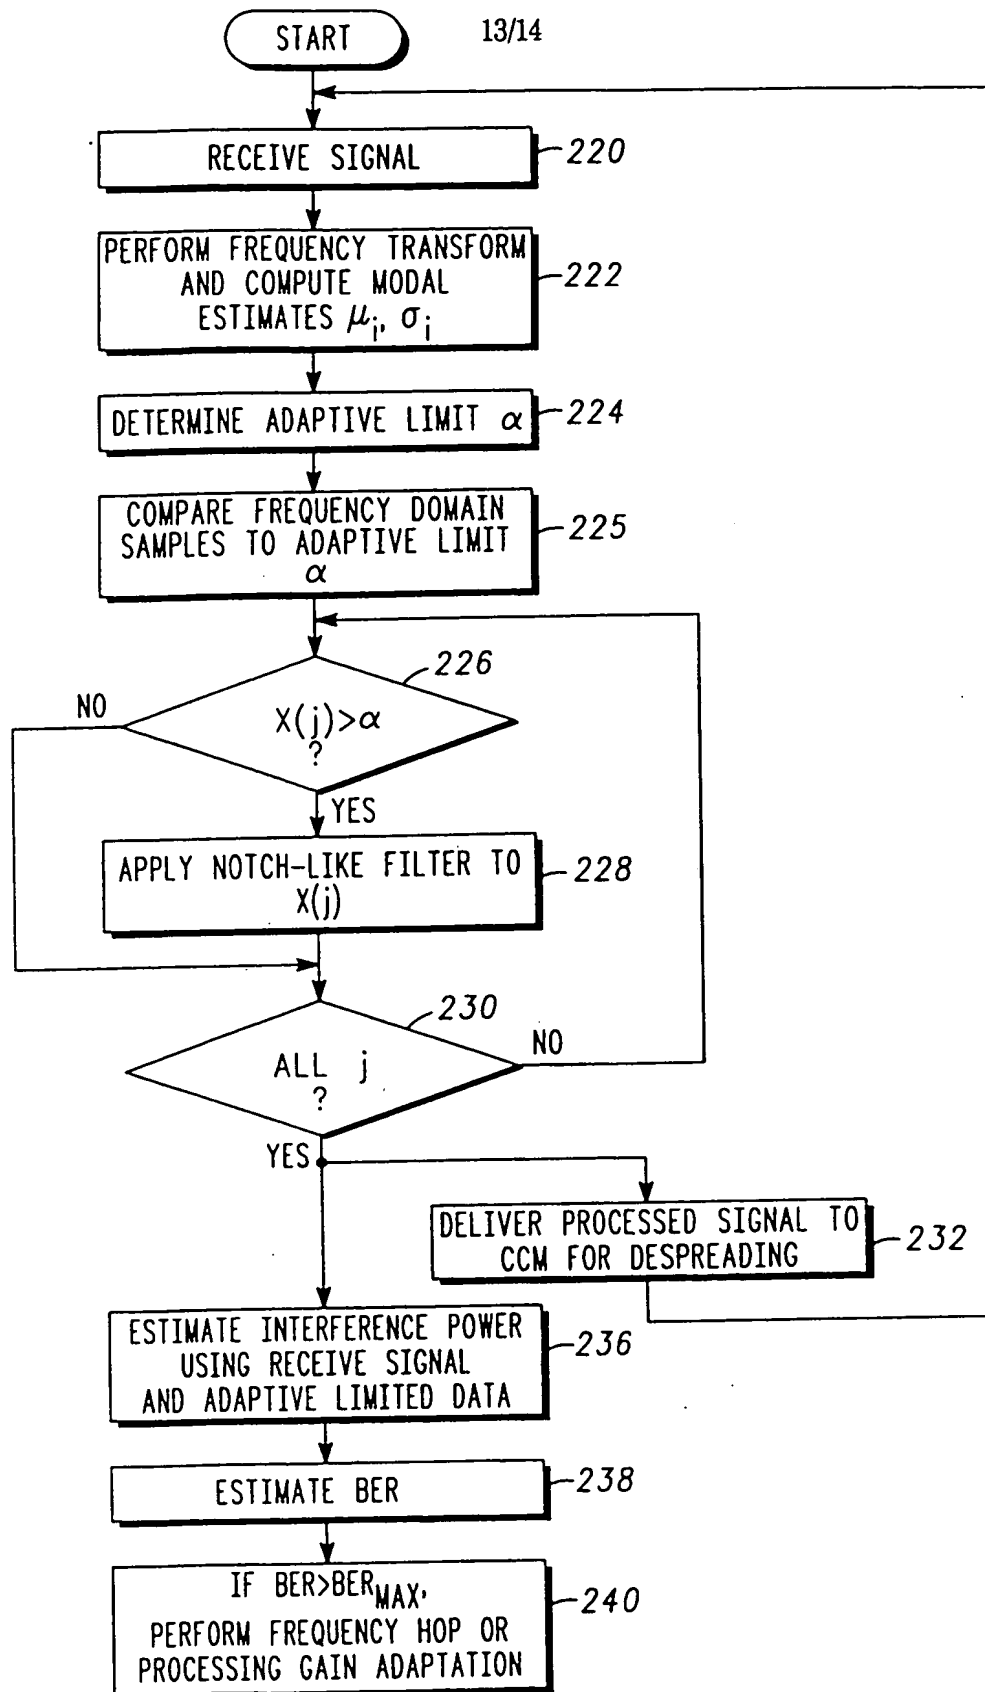 START
13/14
RECEIVE SIGNAL
220
PERFORM FREQUENCY TRANSFORM
AND COMPUTE MODAL
ESTIMATES μi, σi
222
DETERMINE ADAPTIVE LIMIT α
224
COMPARE FREQUENCY DOMAIN
SAMPLES TO ADAPTIVE LIMIT
α
225
226
NO
X(j)>α
?
YES
APPLY NOTCH-LIKE FILTER TO
X(j)
228
230
NO
ALL j
?
YES
DELIVER PROCESSED SIGNAL TO
CCM FOR DESPREADING
232
ESTIMATE INTERFERENCE POWER
USING RECEIVE SIGNAL
AND ADAPTIVE LIMITED DATA
236
ESTIMATE BER
238
IF BER>BERMAX,
PERFORM FREQUENCY HOP OR
PROCESSING GAIN ADAPTATION
240